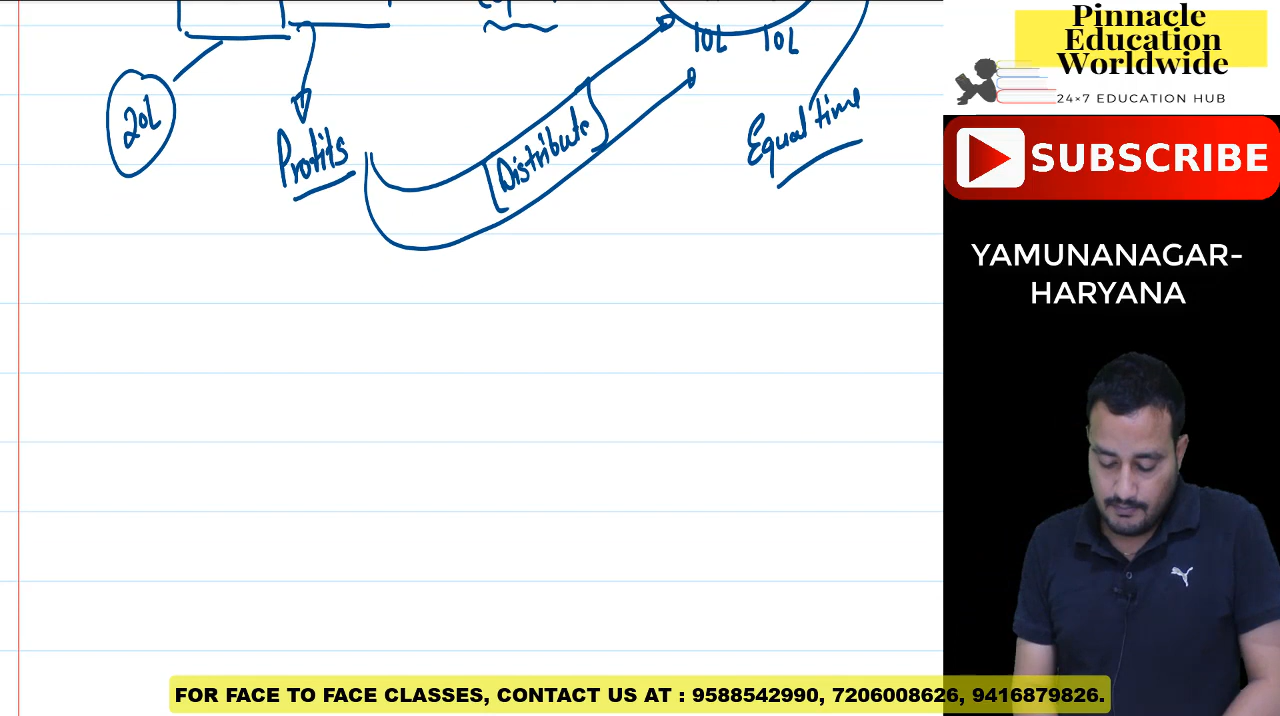 10L 10L
20L
Profits
[Distribute]
Equal time
Pinnacle
Education
Worldwide
24×7 EDUCATION HUB
SUBSCRIBE
YAMUNANAGAR-
HARYANA
FOR FACE TO FACE CLASSES, CONTACT US AT : 9588542990, 7206008626, 9416879826.